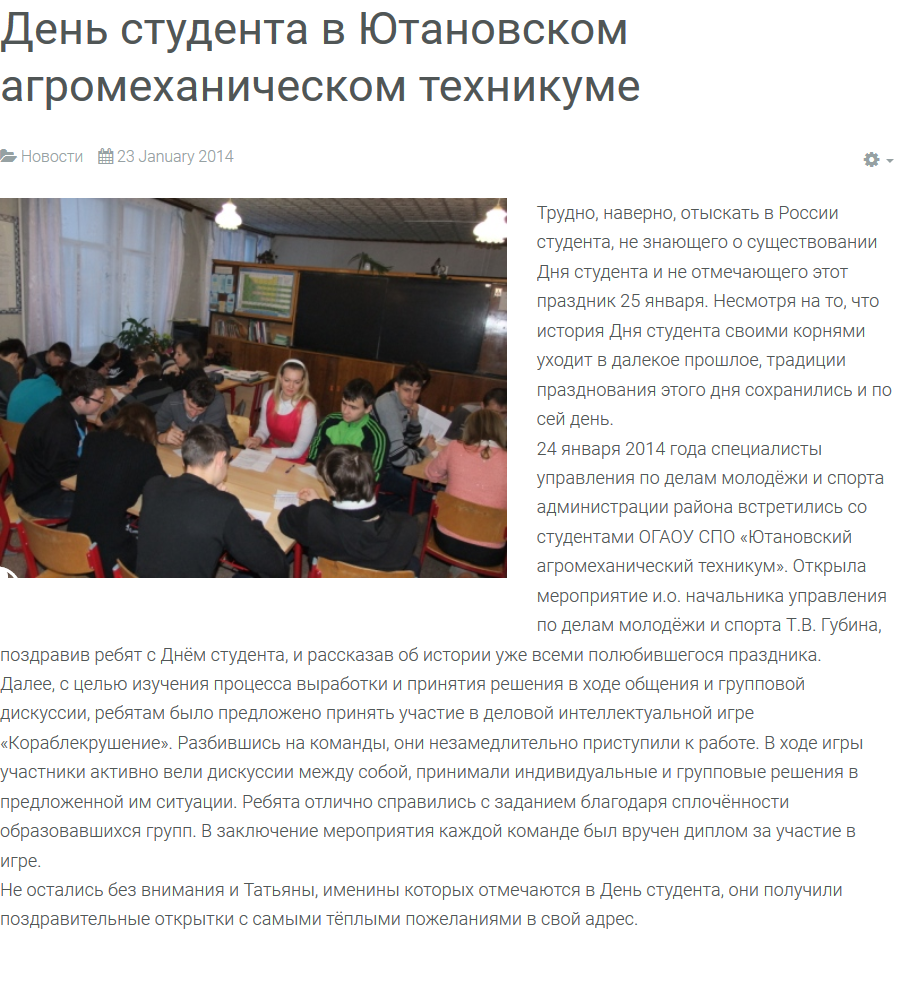 День студента в Ютановском
агромеханическом техникуме
Новости 23 January 2014
Трудно, наверно, отыскать в России
студента, не знающего о существовании
Дня студента и не отмечающего этот
праздник 25 января. Несмотря на то, что
история Дня студента своими корнями
уходит в далекое прошлое, традиции
празднования этого дня сохранились и по
сей день.
24 января 2014 года специалисты
управления по делам молодёжи и спорта
администрации района встретились со
студентами ОГАОУ СПО «Ютановский
агромеханический техникум». Открыла
мероприятие и.о. начальника управления
по делам молодёжи и спорта Т.В. Губина,
поздравив ребят с Днём студента, и рассказав об истории уже всеми полюбившегося праздника.
Далее, с целью изучения процесса выработки и принятия решения в ходе общения и групповой
дискуссии, ребятам было предложено принять участие в деловой интеллектуальной игре
«Кораблекрушение». Разбившись на команды, они незамедлительно приступили к работе. В ходе игры
участники активно вели дискуссии между собой, принимали индивидуальные и групповые решения в
предложенной им ситуации. Ребята отлично справились с заданием благодаря сплочённости
образовавшихся групп. В заключение мероприятия каждой команде был вручен диплом за участие в
игре.
Не остались без внимания и Татьяны, именины которых отмечаются в День студента, они получили
поздравительные открытки с самыми тёплыми пожеланиями в свой адрес.